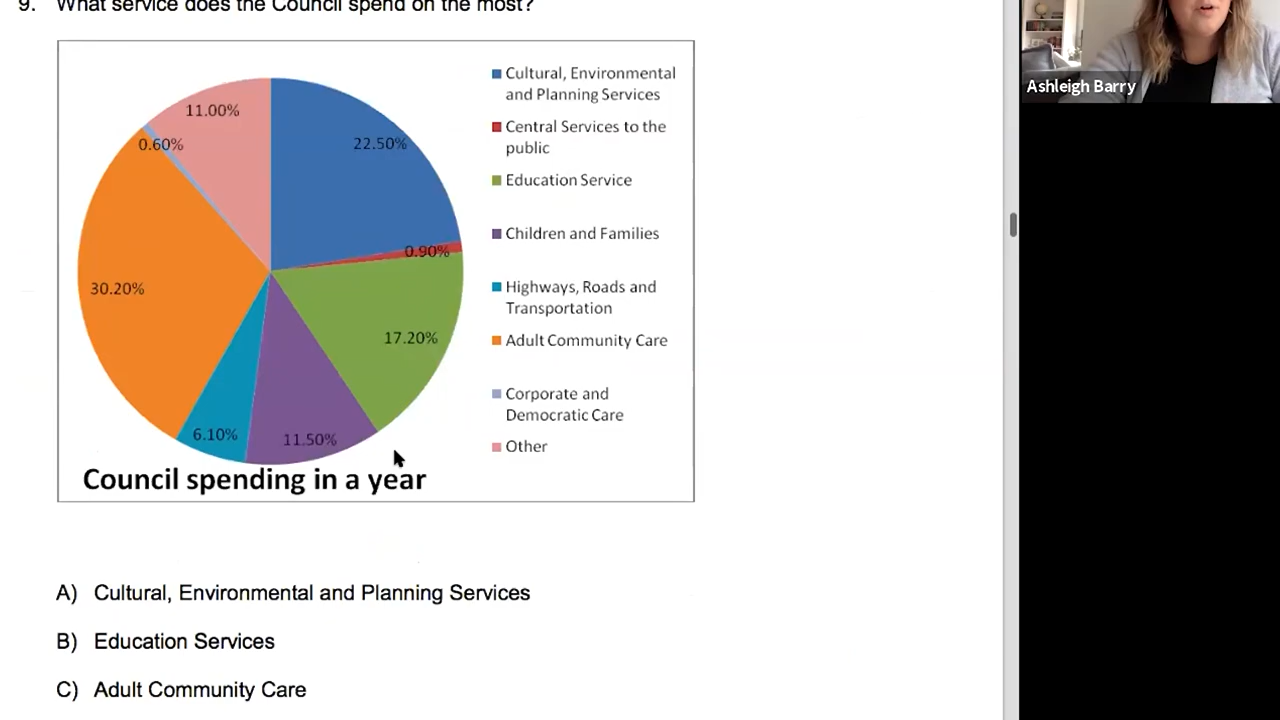 9. What service does the Council spend on the most?
Ashleigh Barry
11.00%
22.50%
0.60%
0.90%
30.20%
17.20%
6.10%
11.50%
Cultural, Environmental
and Planning Services
Central Services to the
public
Education Service
Children and Families
Highways, Roads and
Transportation
Adult Community Care
Corporate and
Democratic Care
Other
Council spending in a year
A) Cultural, Environmental and Planning Services
B) Education Services
C) Adult Community Care